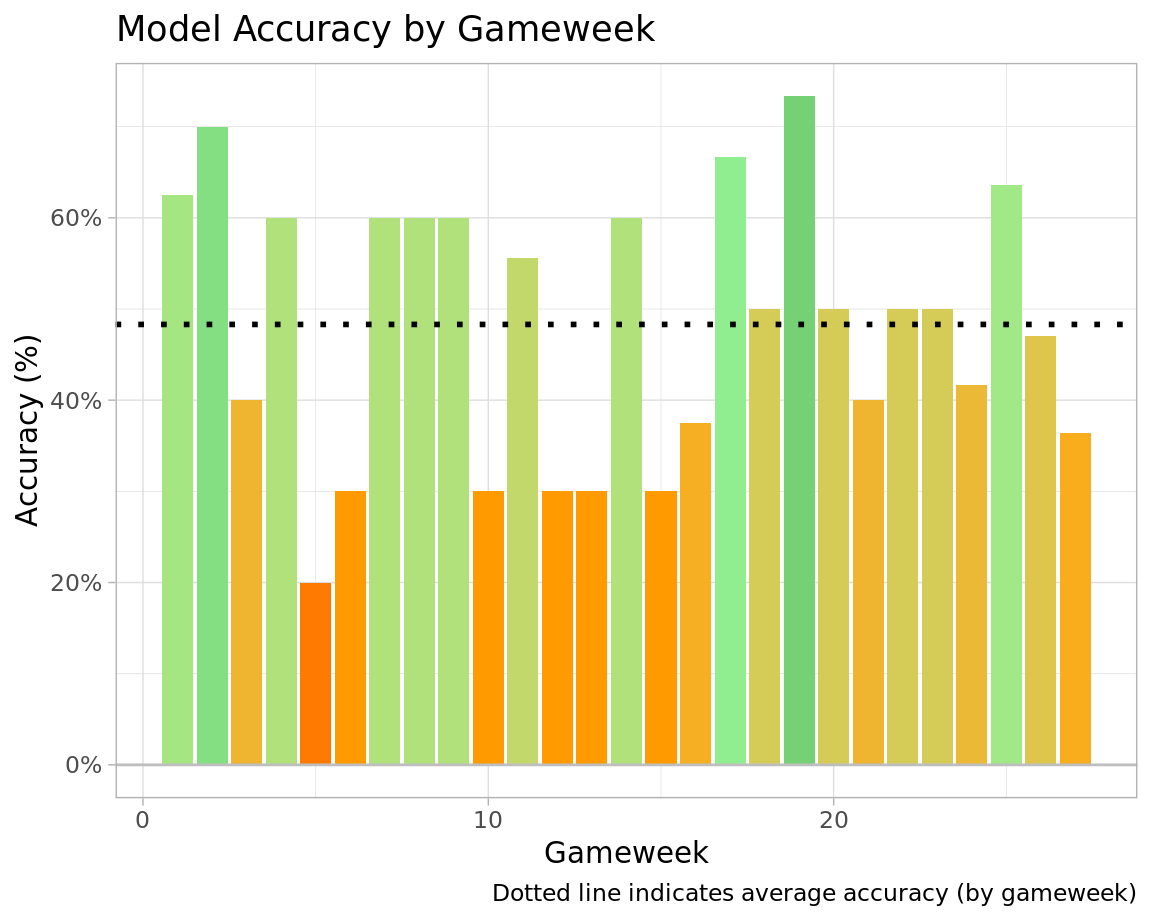 Model Accuracy by Gameweek
60%
40%
20%
0%
Accuracy (%)
0 10 20
Gameweek
Dotted line indicates average accuracy (by gameweek)